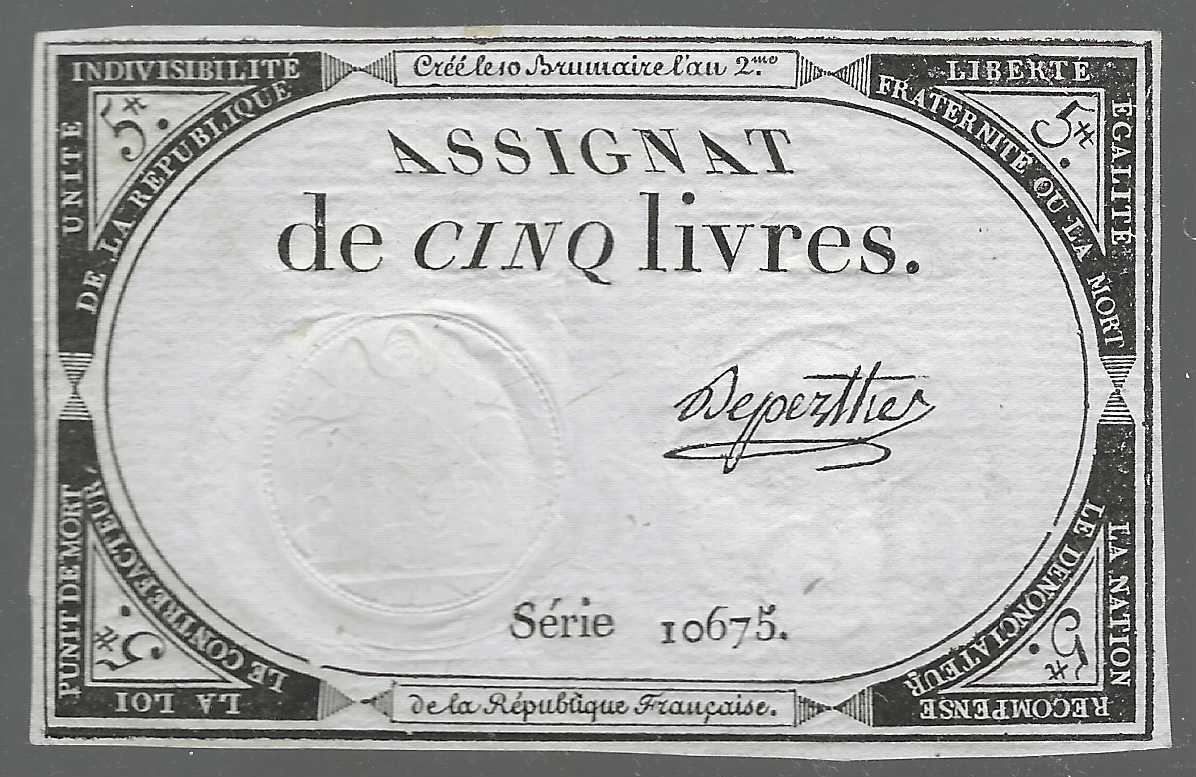 Créé le 10 Brumaire l'an 2.me
UNITÉ INDIVISIBILITÉ
DE LA RÉPUBLIQUE
5₶.
LIBERTÉ ÉGALITÉ
FRATERNITÉ OU LA MORT
5₶.
ASSIGNAT
de CINQ livres.
Deperthes
Série 10675.
LA LOI PUNIT DE MORT
LE CONTREFACTEUR
5₶.
LA NATION RECOMPENSE
LE DENONCIATEUR
5₶.
de la République Française.